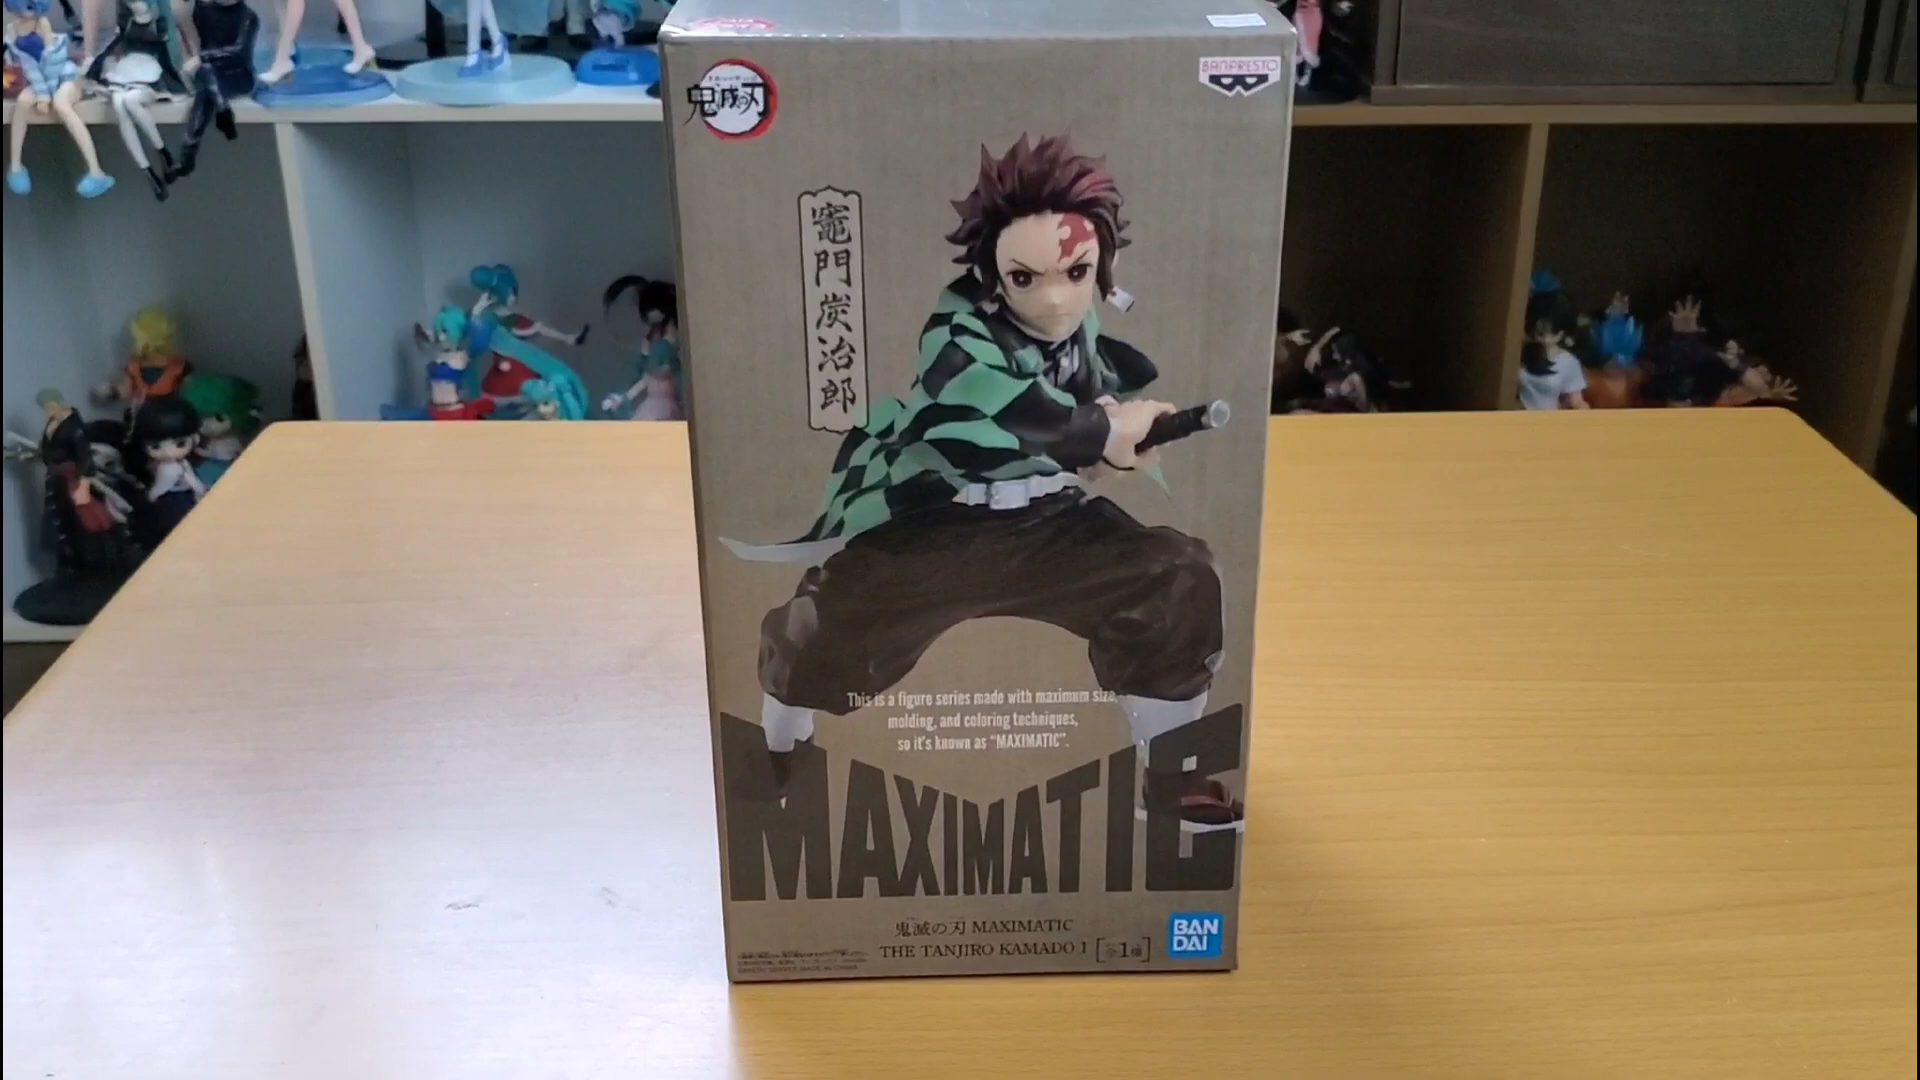 鬼滅の刃
BANPRESTO
竈門炭治郎
This is a figure series made with maximum size,
molding, and coloring techniques,
so it's known as "MAXIMATIC".
MAXIMATIC
鬼滅の刃 MAXIMATIC
THE TANJIRO KAMADO I [全1種]
BAN
DAI